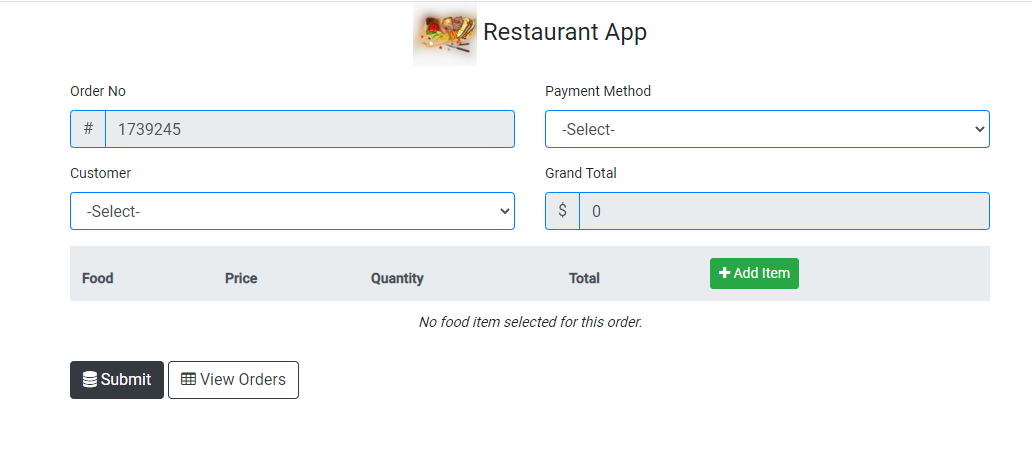 Restaurant App
Order No
Payment Method
# 1739245
-Select-
Customer
Grand Total
-Select-
$ 0
Food Price Quantity Total Add Item
No food item selected for this order.
Submit View Orders